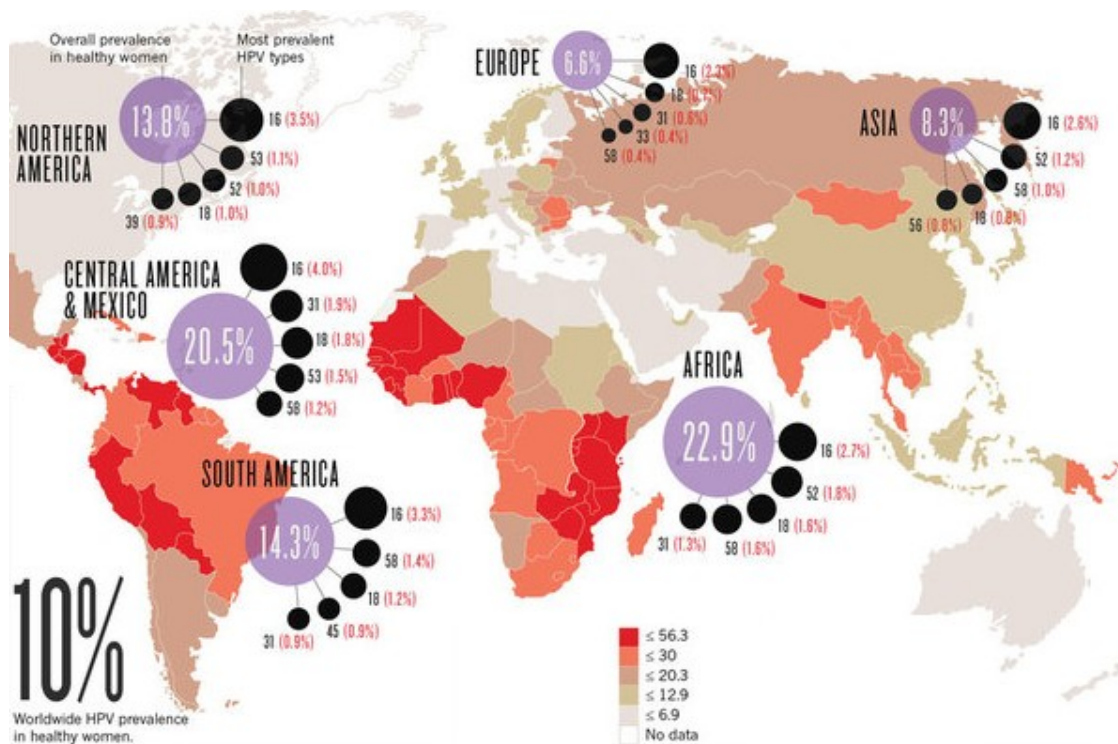 Overall prevalence
in healthy women
Most prevalent
HPV types
NORTHERN
AMERICA
13.8%
16 (3.5%)
53 (1.1%)
52 (1.0%)
18 (1.0%)
39 (0.9%)
EUROPE
6.6%
16 (2.3%)
18 (0.7%)
31 (0.6%)
33 (0.4%)
58 (0.4%)
ASIA
8.3%
16 (2.6%)
52 (1.2%)
58 (1.0%)
18 (0.8%)
56 (0.8%)
CENTRAL AMERICA
& MEXICO
20.5%
16 (4.0%)
31 (1.9%)
18 (1.8%)
53 (1.5%)
58 (1.2%)
AFRICA
22.9%
16 (2.7%)
52 (1.8%)
18 (1.6%)
58 (1.6%)
31 (1.3%)
SOUTH AMERICA
14.3%
16 (3.3%)
58 (1.4%)
18 (1.2%)
45 (0.9%)
31 (0.9%)
10%
Worldwide HPV prevalence
in healthy women.
≤ 56.3
≤ 30
≤ 20.3
≤ 12.9
≤ 6.9
No data